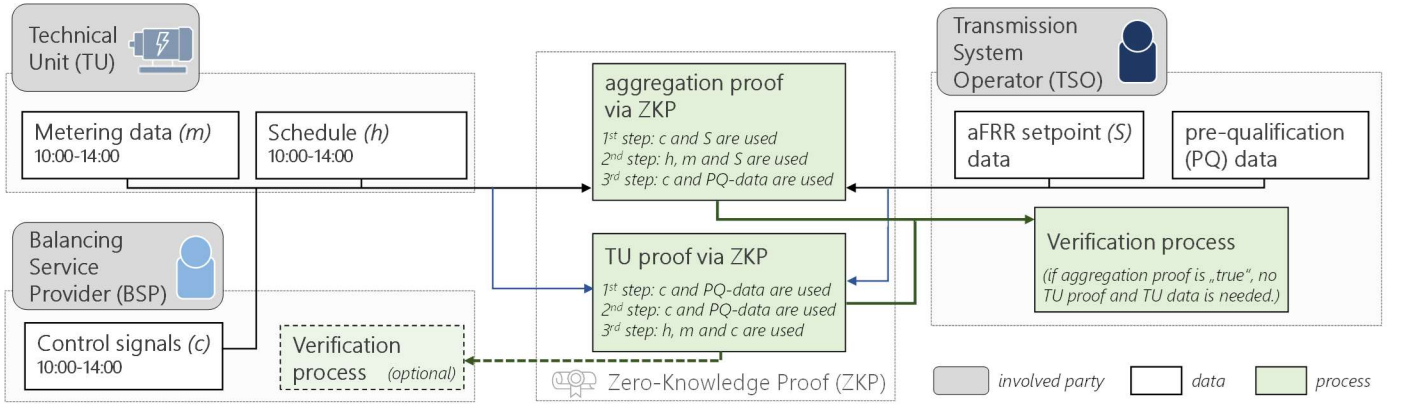 Technical
Unit (TU)
Metering data (m)
10:00-14:00
Schedule (h)
10:00-14:00
Balancing
Service
Provider (BSP)
Control signals (c)
10:00-14:00
Verification
process (optional)
aggregation proof
via ZKP
1st step: c and S are used
2nd step: h, m and S are used
3rd step: c and PQ-data are used
TU proof via ZKP
1st step: c and PQ-data are used
2nd step: c and PQ-data are used
3rd step: h, m and c are used
Zero-Knowledge Proof (ZKP)
Transmission
System
Operator (TSO)
aFRR setpoint (S)
data
pre-qualification
(PQ) data
Verification process
(if aggregation proof is „true“, no
TU proof and TU data is needed.)
involved party
data
process